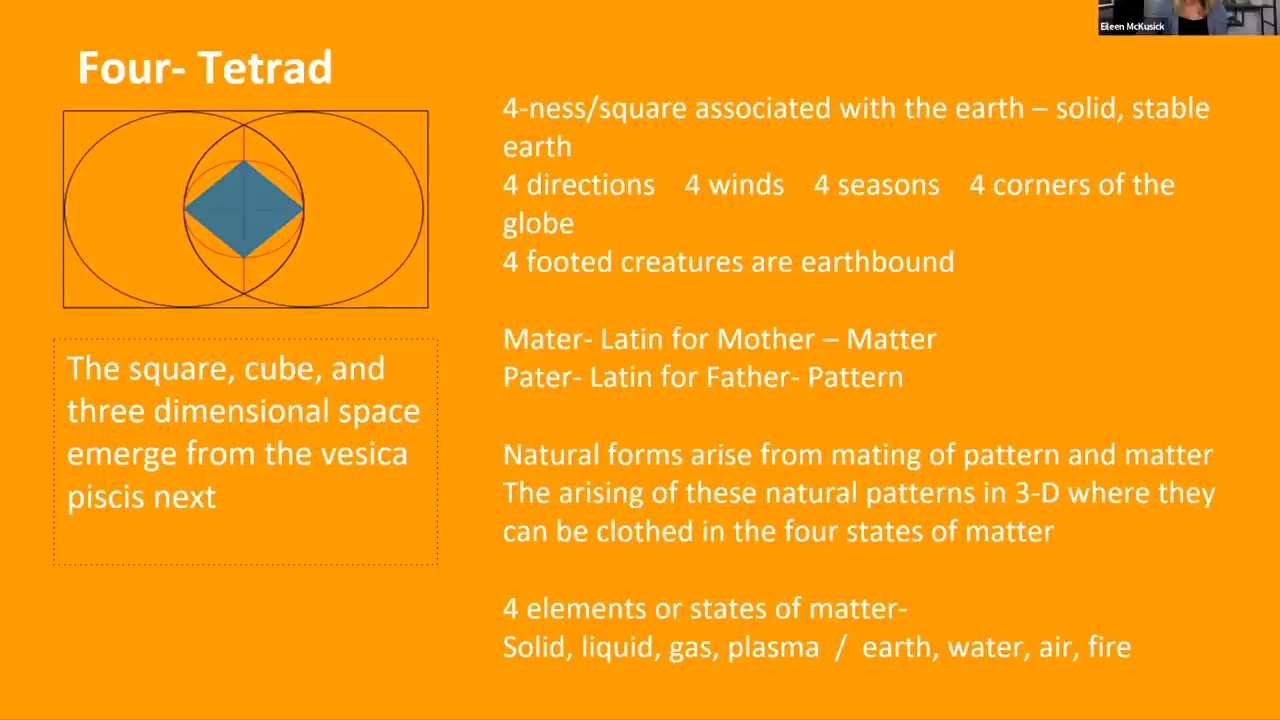 Eileen McKusick
Four- Tetrad
4-ness/square associated with the earth – solid, stable
earth
4 directions 4 winds 4 seasons 4 corners of the
globe
4 footed creatures are earthbound
Mater- Latin for Mother – Matter
Pater- Latin for Father- Pattern
Natural forms arise from mating of pattern and matter
The arising of these natural patterns in 3-D where they
can be clothed in the four states of matter
4 elements or states of matter-
Solid, liquid, gas, plasma / earth, water, air, fire
The square, cube, and
three dimensional space
emerge from the vesica
piscis next